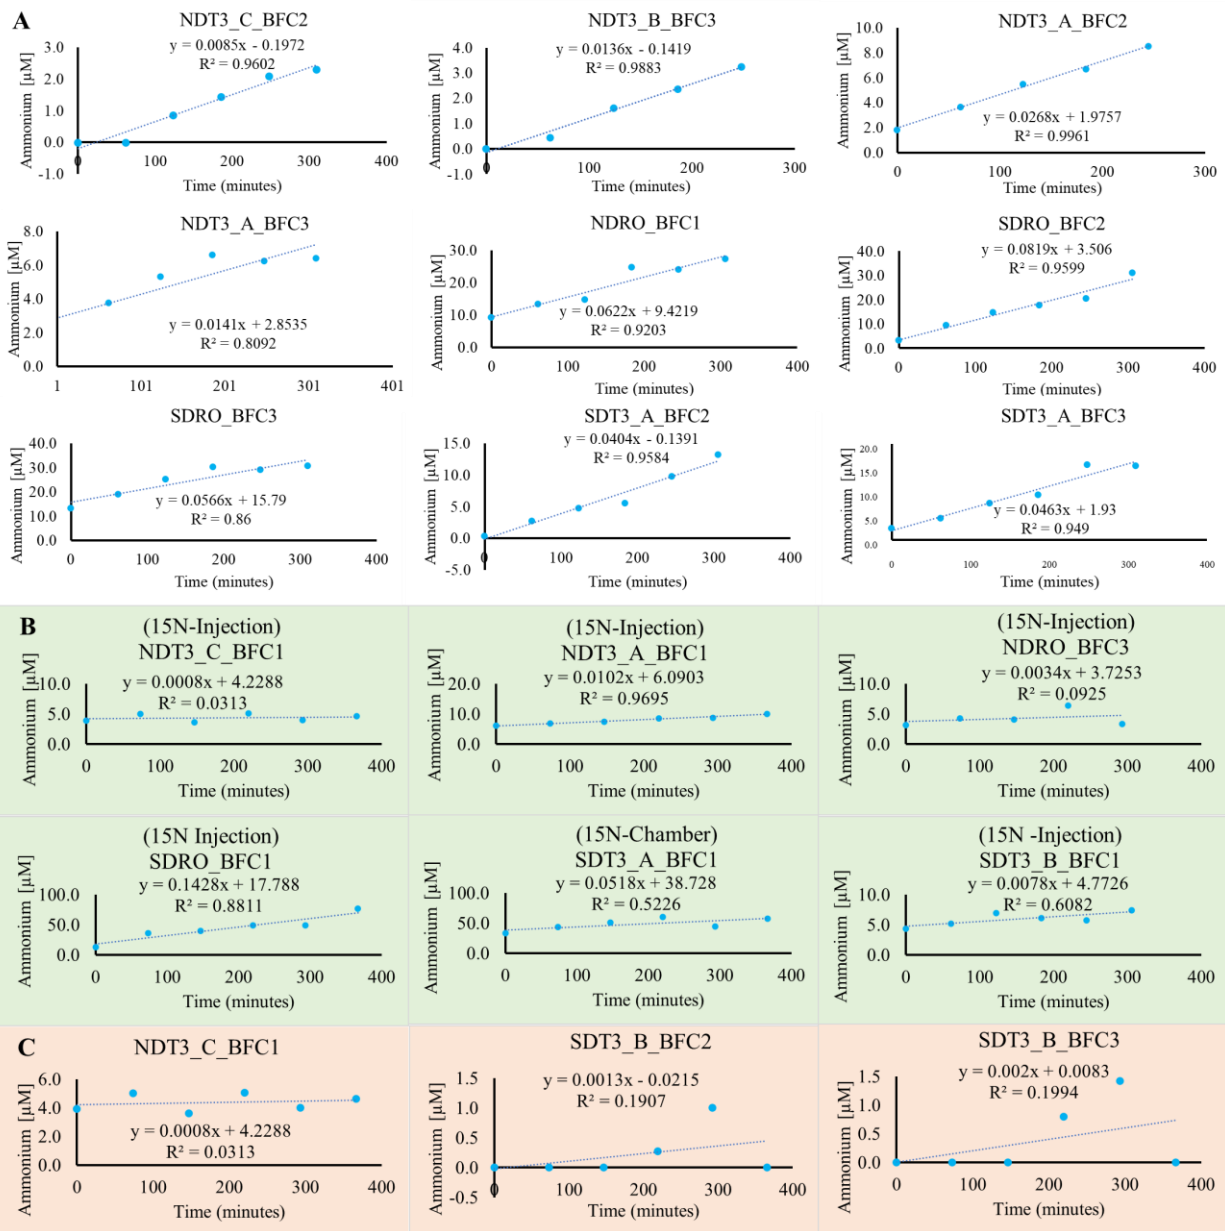 A
NDT3_C_BFC2
y = 0.0085x - 0.1972
R² = 0.9602
Ammonium [µM]
3.0
2.0
1.0
0.0
-1.0
0
100
200
300
400
Time (minutes)
NDT3_B_BFC3
y = 0.0136x - 0.1419
R² = 0.9883
Ammonium [µM]
4.0
3.0
2.0
1.0
0.0
-1.0
0
100
200
300
Time (minutes)
NDT3_A_BFC2
Ammonium [µM]
10.0
8.0
6.0
4.0
2.0
0.0
y = 0.0268x + 1.9757
R² = 0.9961
0
100
200
300
Time (minutes)
NDT3_A_BFC3
Ammonium [µM]
8.0
6.0
4.0
2.0
0.0
y = 0.0141x + 2.8535
R² = 0.8092
1
101
201
301
401
Time (minutes)
NDRO_BFC1
Ammonium [µM]
30.0
20.0
10.0
0.0
y = 0.0622x + 9.4219
R² = 0.9203
0
100
200
300
400
Time (minutes)
SDRO_BFC2
y = 0.0819x + 3.506
R² = 0.9599
Ammonium [µM]
40.0
30.0
20.0
10.0
0.0
0
100
200
300
400
Time (minutes)
SDRO_BFC3
Ammonium [µM]
40.0
30.0
20.0
10.0
0.0
y = 0.0566x + 15.79
R² = 0.86
0
100
200
300
400
Time (minutes)
SDT3_A_BFC2
y = 0.0404x - 0.1391
R² = 0.9584
Ammonium [µM]
15.0
10.0
5.0
0.0
-5.0
0
100
200
300
400
Time (minutes)
SDT3_A_BFC3
Ammonium [µM]
20.0
15.0
10.0
5.0
0.0
y = 0.0463x + 1.93
R² = 0.949
0
100
200
300
400
Time (minutes)
B
(15N-Injection)
NDT3_C_BFC1
y = 0.0008x + 4.2288
R² = 0.0313
Ammonium [µM]
10.0
5.0
0.0
0
100
200
300
400
Time (minutes)
(15N-Injection)
NDT3_A_BFC1
y = 0.0102x + 6.0903
R² = 0.9695
Ammonium [µM]
20.0
10.0
0.0
0
100
200
300
400
Time (minutes)
(15N-Injection)
NDRO_BFC3
y = 0.0034x + 3.7253
R² = 0.0925
Ammonium [µM]
10.0
5.0
0.0
0
100
200
300
400
Time (minutes)
(15N Injection)
SDRO_BFC1
y = 0.1428x + 17.788
R² = 0.8811
Ammonium [µM]
100.0
50.0
0.0
0
100
200
300
400
Time (minutes)
(15N-Chamber)
SDT3_A_BFC1
y = 0.0518x + 38.728
R² = 0.5226
Ammonium [µM]
100.0
50.0
0.0
0
100
200
300
400
Time (minutes)
(15N -Injection)
SDT3_B_BFC1
y = 0.0078x + 4.7726
R² = 0.6082
Ammonium [µM]
10.0
5.0
0.0
0
100
200
300
400
Time (minutes)
C
NDT3_C_BFC1
Ammonium [µM]
6.0
4.0
2.0
0.0
y = 0.0008x + 4.2288
R² = 0.0313
0
100
200
300
400
Time (minutes)
SDT3_B_BFC2
y = 0.0013x - 0.0215
R² = 0.1907
Ammonium [µM]
1.5
1.0
0.5
0.0
-0.5
0
100
200
300
400
Time (minutes)
SDT3_B_BFC3
y = 0.002x + 0.0083
R² = 0.1994
Ammonium [µM]
1.5
1.0
0.5
0.0
0
100
200
300
400
Time (minutes)